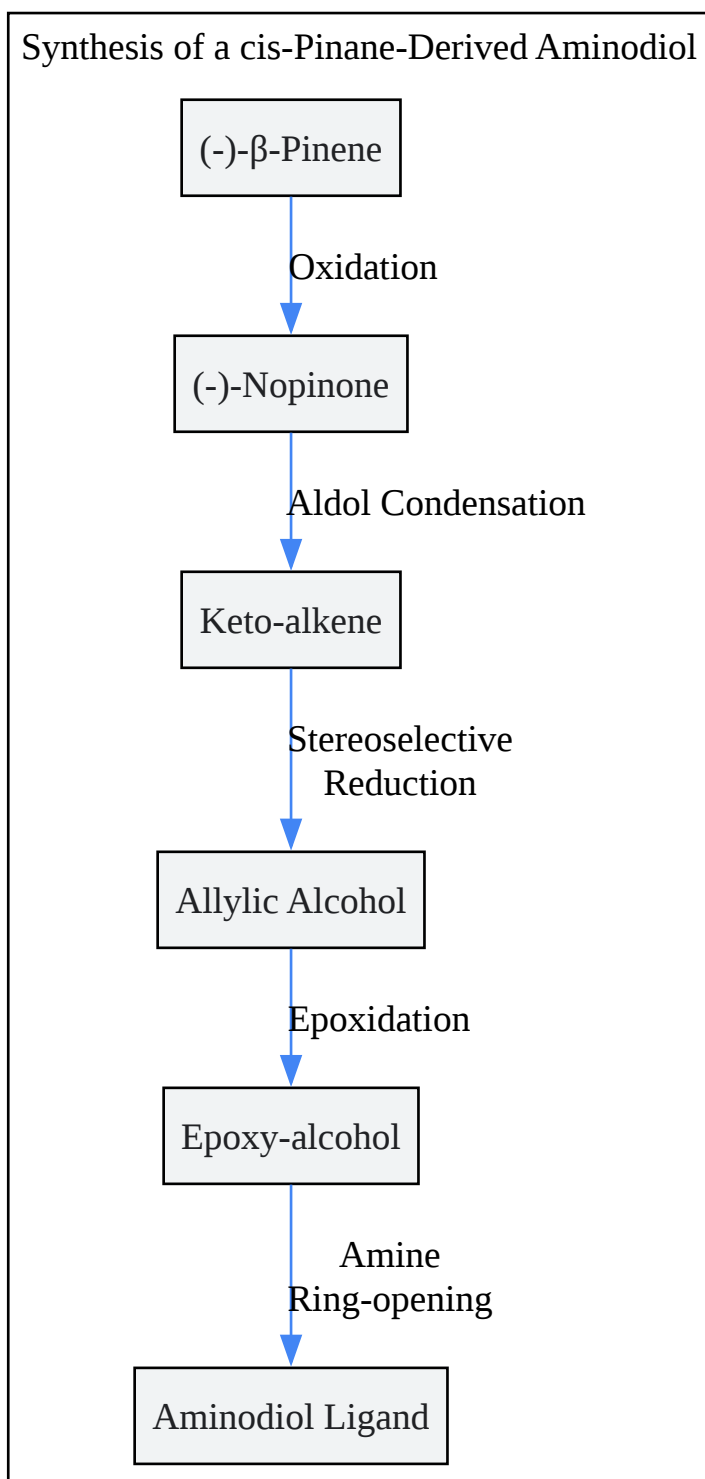 Synthesis of a cis-Pinane-Derived Aminodiol
(-)-β-Pinene
Oxidation
(-)-Nopinone
Aldol Condensation
Keto-alkene
Stereoselective
Reduction
Allylic Alcohol
Epoxidation
Epoxy-alcohol
Amine
Ring-opening
Aminodiol Ligand